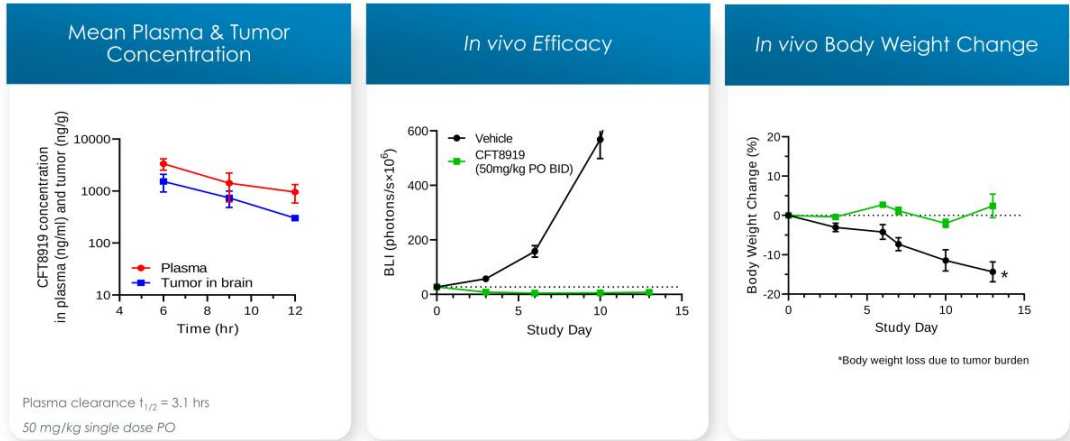 Mean Plasma & Tumor
Concentration
CFT8919 concentration
in plasma (ng/ml) and tumor (ng/g)
10000
1000
100
10
Plasma
Tumor in brain
4 6 8 10 12
Time (hr)
Plasma clearance t1/2 = 3.1 hrs
50 mg/kg single dose PO
In vivo Efficacy
BLI (photons/s×10⁶)
600
400
200
0
Vehicle
CFT8919
(50mg/kg PO BID)
0 5 10 15
Study Day
In vivo Body Weight Change
Body Weight Change (%)
20
10
0
-10
-20
*
0 5 10 15
Study Day
*Body weight loss due to tumor burden